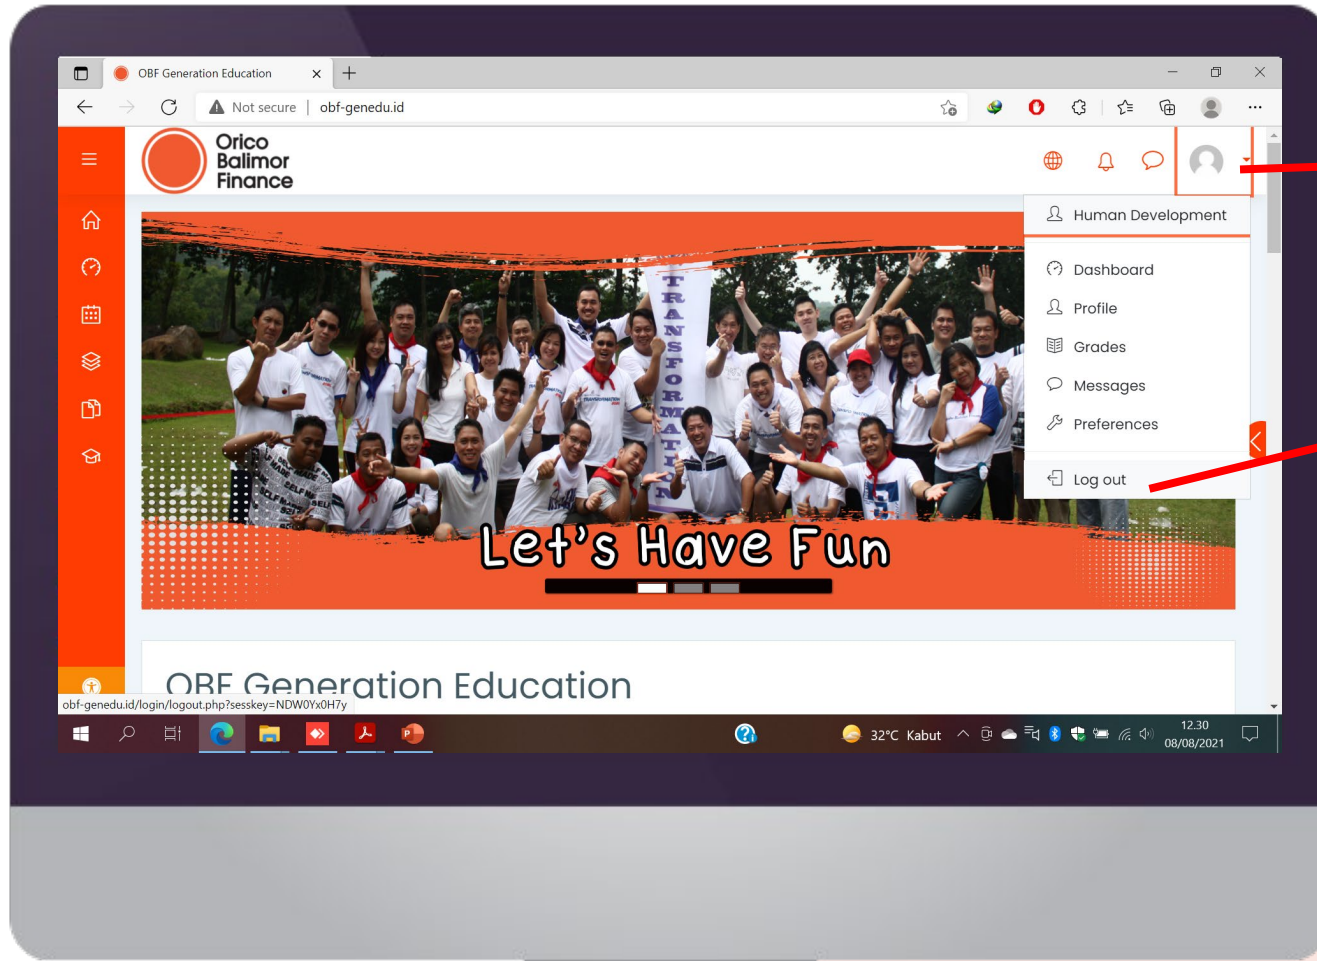 OBF Generation Education
Not secure | obf-genedu.id
Orico
Balimor
Finance
Human Development
Dashboard
Profile
Grades
Messages
Preferences
Log out
TRANSFORMATION
Let's Have Fun
OBF Generation Education
obf-genedu.id/login/logout.php?sesskey=NDW0Yx0H7y
32°C Kabut
12.30
08/08/2021